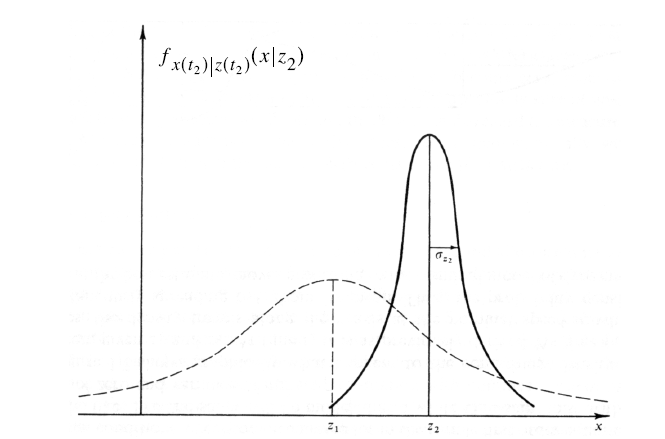 f_{x(t_2)|z(t_2)}(x|z_2)
σ_{z_2}
z_1 z_2 x